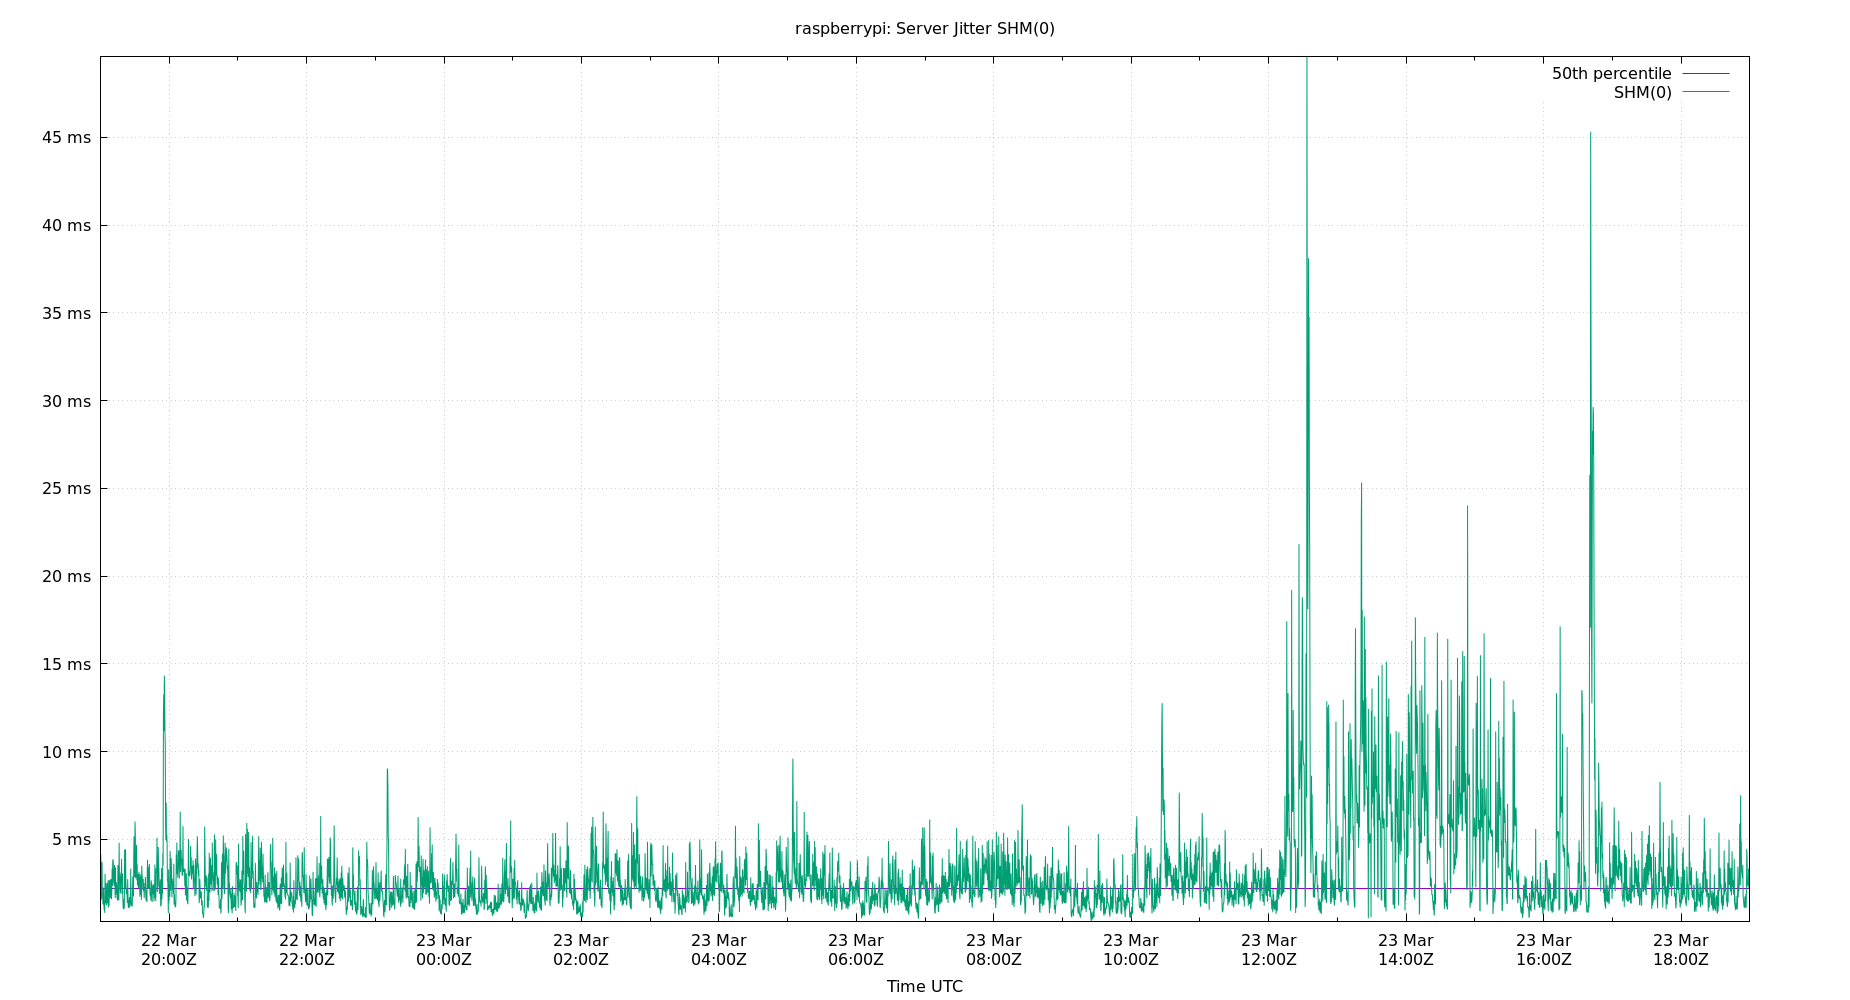 raspberrypi: Server Jitter SHM(0)
50th percentile
SHM(0)
45 ms
40 ms
35 ms
30 ms
25 ms
20 ms
15 ms
10 ms
5 ms
22 Mar 22 Mar 23 Mar 23 Mar 23 Mar 23 Mar 23 Mar 23 Mar 23 Mar 23 Mar 23 Mar 23 Mar
20:00Z 22:00Z 00:00Z 02:00Z 04:00Z 06:00Z 08:00Z 10:00Z 12:00Z 14:00Z 16:00Z 18:00Z
Time UTC